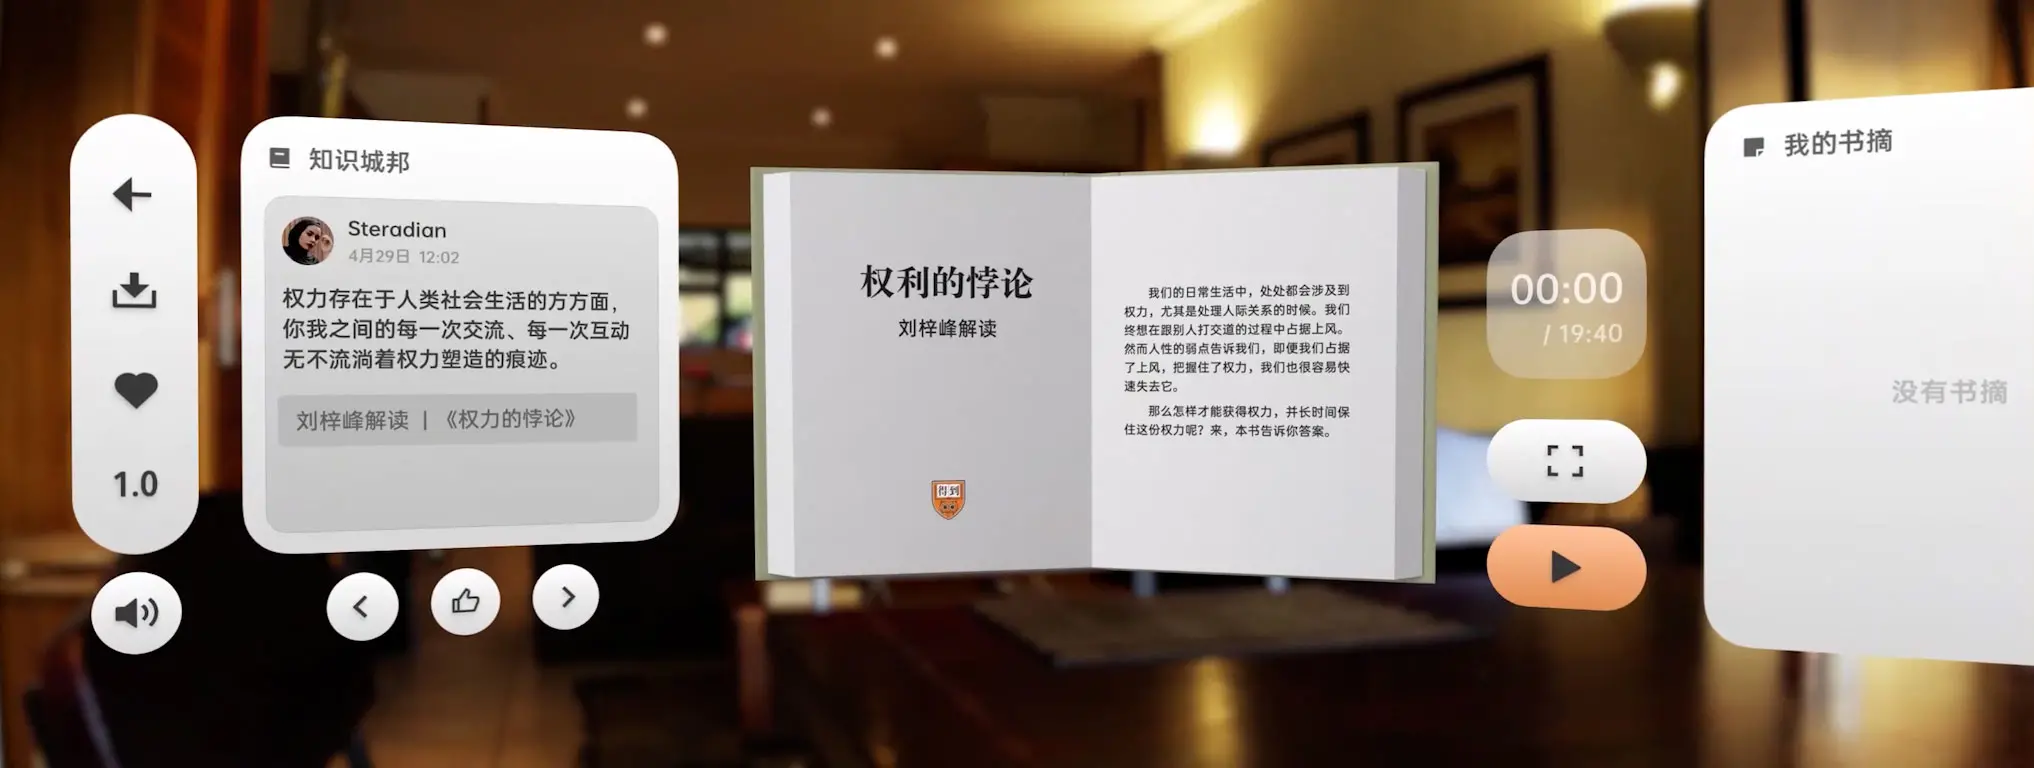 知识城邦
Steradian
4月29日 12:02
权力存在于人类社会生活的方方面，
你我之间的每一次交流、每一次互动
无不流淌着权力塑造的痕迹。
刘梓峰解读 | 《权力的悖论》
1.0
权利的悖论
刘梓峰解读
得到
我们的日常生活中，处处都会涉及到
权力，尤其是处理人际关系的时候。我们
终想在跟别人打交道的过程中占据上风。
然而人性的弱点告诉我们，即便我们占据
了上风，把握住了权力，我们也很容易快
速失去它。
那么怎样才能获得权力，并长时间保
住这份权力呢？来，本书告诉你答案。
00:00
/ 19:40
我的书摘
没有书摘